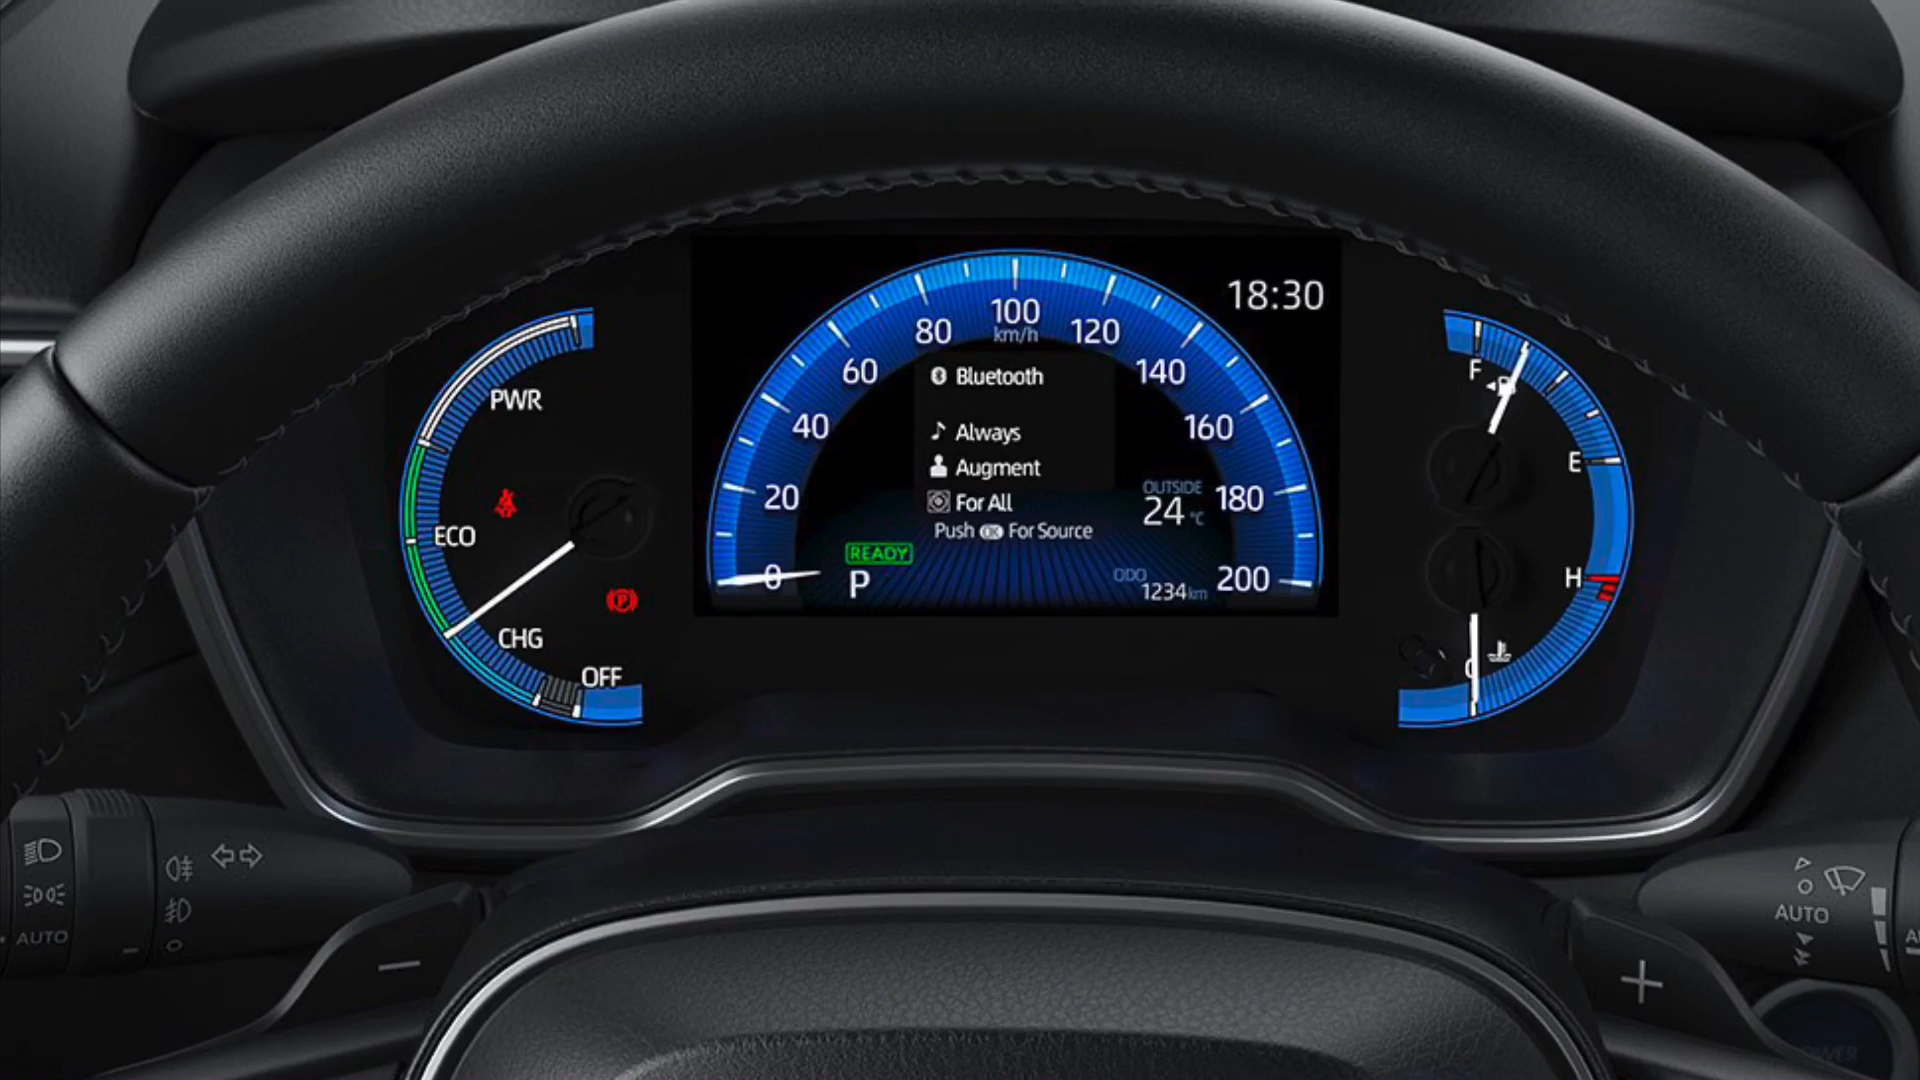 18:30
100
km/h
80
120
60
140
40
160
20
180
0
200
Bluetooth
Always
Augment
For All
Push OK For Source
OUTSIDE
24 °C
READY
P
ODO
1234 km
PWR
ECO
CHG
OFF
P
F
E
H
AUTO
AUTO